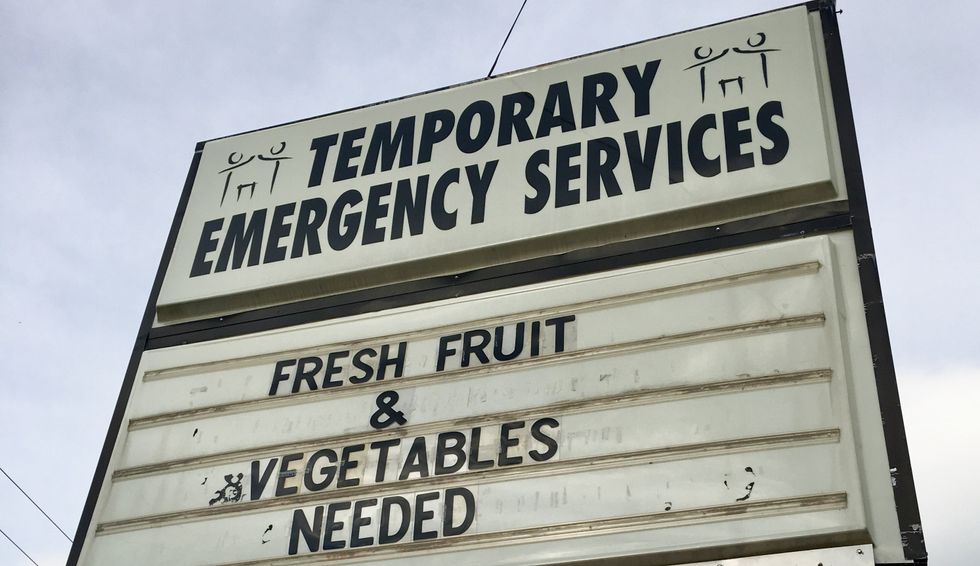 TEMPORARY
EMERGENCY SERVICES
FRESH FRUIT
&
VEGETABLES
NEEDED